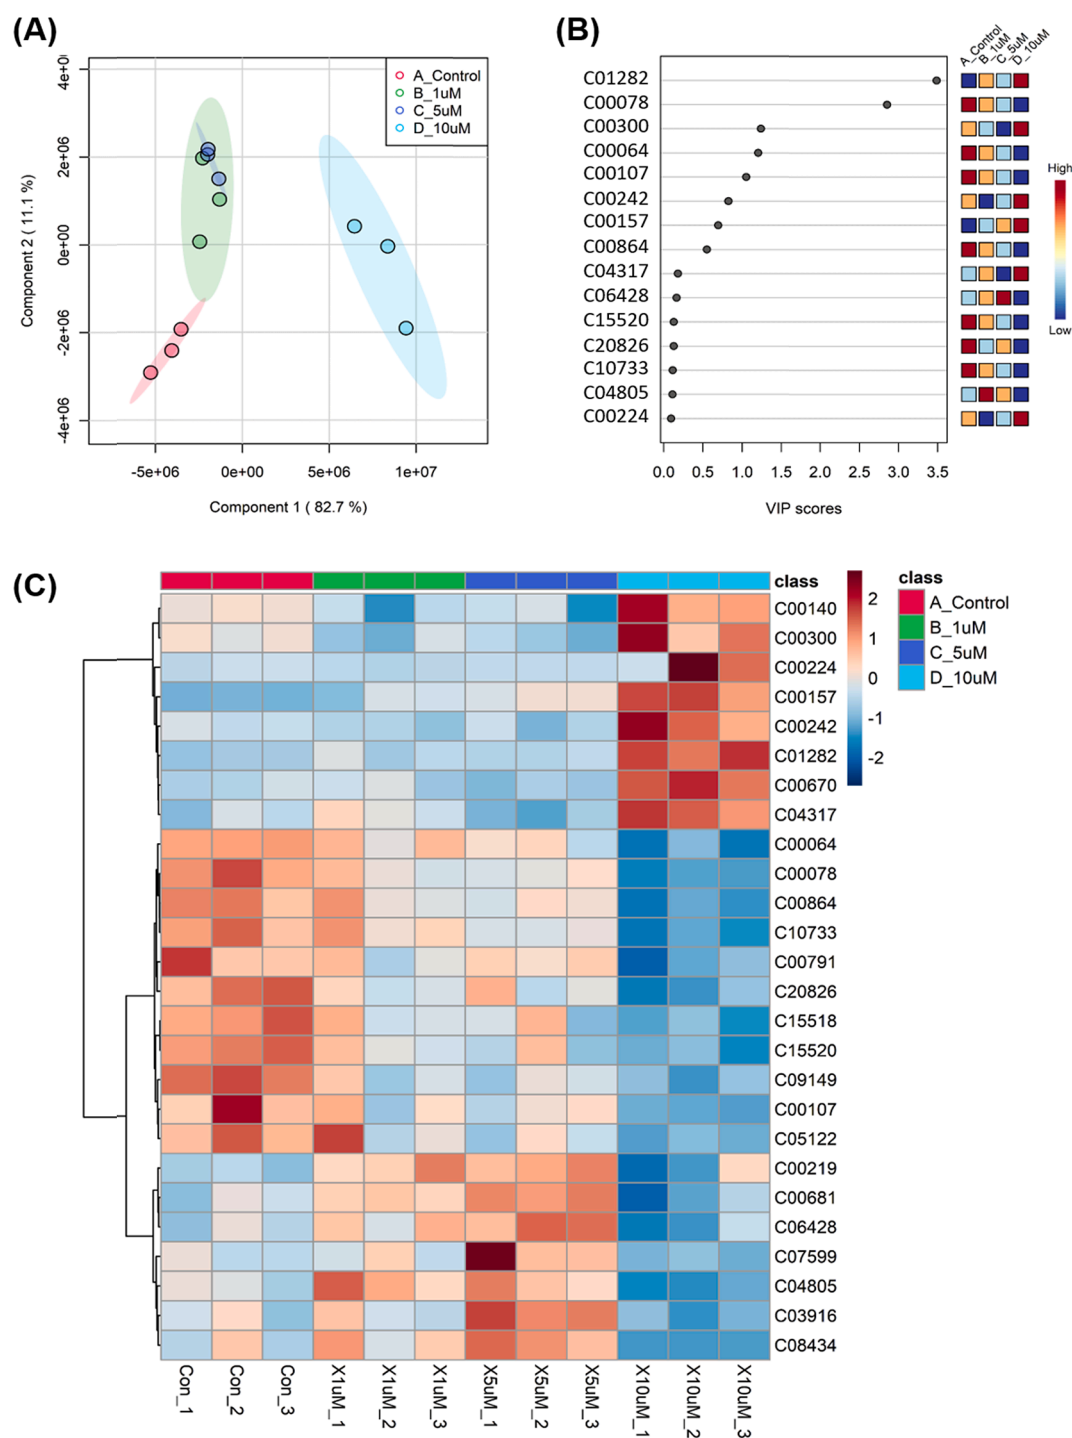 (A)
4e+0
2e+06
0e+00
-2e+06
-4e+06
Component 2 ( 11.1 %)
A_Control
B_1uM
C_5uM
D_10uM
-5e+06 0e+00 5e+06 1e+07
Component 1 ( 82.7 %)
(B)
A_Control
B_1uM
C_5uM
D_10uM
C01282
C00078
C00300
C00064
C00107
C00242
C00157
C00864
C04317
C06428
C15520
C20826
C10733
C04805
C00224
0.0 0.5 1.0 1.5 2.0 2.5 3.0 3.5
VIP scores
High
Low
(C)
class
C00140
C00300
C00224
C00157
C00242
C01282
C00670
C04317
C00064
C00078
C00864
C10733
C00791
C20826
C15518
C15520
C09149
C00107
C05122
C00219
C00681
C06428
C07599
C04805
C03916
C08434
2
1
0
-1
-2
class
A_Control
B_1uM
C_5uM
D_10uM
Con_1
Con_2
Con_3
X1uM_1
X1uM_2
X1uM_3
X5uM_1
X5uM_2
X5uM_3
X10uM_1
X10uM_2
X10uM_3